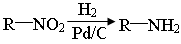 R—NO₂ H₂ Pd/C R—NH₂